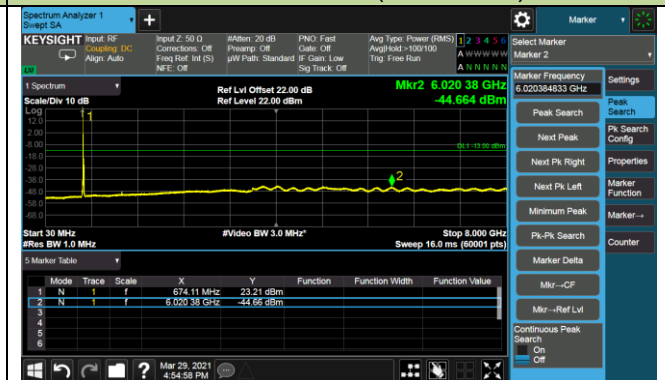 Spectrum Analyzer 1
Swept SA
+
Marker
KEYSIGHT Input: RF Input Z: 50 Ω #Atten: 20 dB PNO: Fast Avg Type: Power (RMS) 1 2 3 4 5 6
Coupling: DC Corrections: Off Preamp: Off Gate: Off Avg|Hold:>100/100 A W W W W W
Align: Auto Freq Ref: Int (S) µW Path: Standard IF Gain: Low Trig: Free Run
NFE: Off Sig Track: Off A N N N N N
LXI
Select Marker
Marker 2
1 Spectrum
Ref Lvl Offset 22.00 dB Mkr2 6.020 38 GHz
Scale/Div 10 dB Ref Level 22.00 dBm -44.664 dBm
Log
12.0
2.00
-8.00
-18.0
-28.0
-38.0
-48.0
-58.0
-68.0
1
DL1 -13.00 dBm
2
Start 30 MHz #Video BW 3.0 MHz* Stop 8.000 GHz
#Res BW 1.0 MHz Sweep 16.0 ms (60001 pts)
5 Marker Table
Mode Trace Scale X Y Function Function Width Function Value
1 N 1 f 674.11 MHz 23.21 dBm
2 N 1 f 6.020 38 GHz -44.66 dBm
3
4
5
6
Marker Frequency
6.020384833 GHz
Peak Search
Next Peak
Next Pk Right
Next Pk Left
Minimum Peak
Pk-Pk Search
Marker Delta
Mkr→CF
Mkr→Ref Lvl
Continuous Peak
Search
On
Off
Settings
Peak
Search
Pk Search
Config
Properties
Marker
Function
Marker→
Counter
? Mar 29, 2021
4:54:58 PM